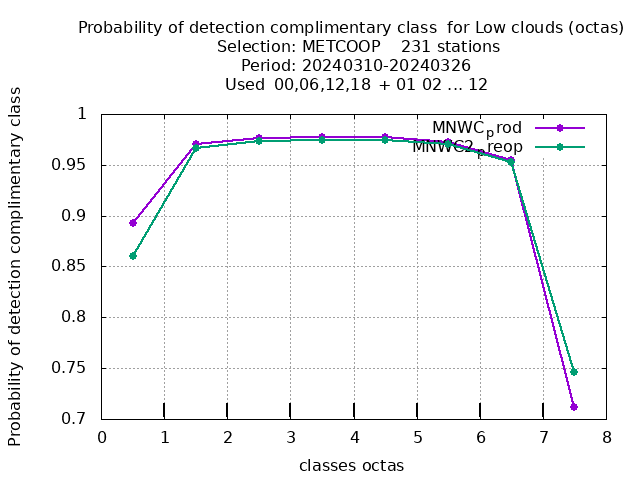 Probability of detection complimentary class  for Low clouds (octas)
Selection: METCOOP    231 stations
Period: 20240310-20240326
Used  00,06,12,18 + 01 02 ... 12
Probability of detection complimentary class
1
0.95
0.9
0.85
0.8
0.75
0.7
MNWCprod
MNWC2preop
0 1 2 3 4 5 6 7 8
classes octas